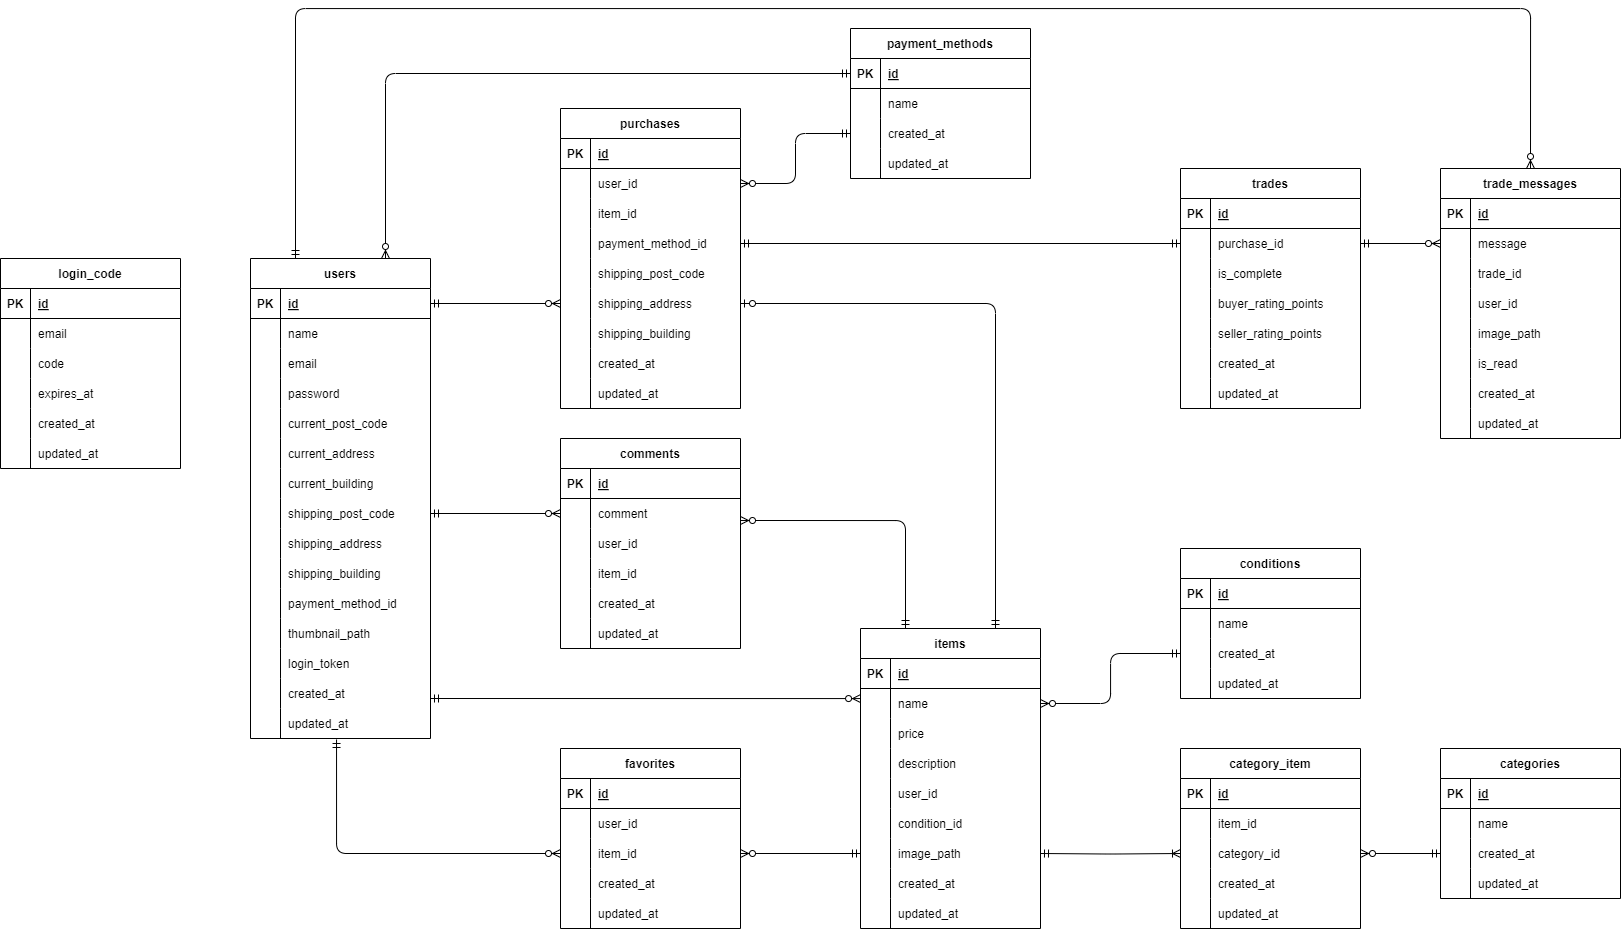 payment_methods
PK id
name
created_at
updated_at
purchases
PK id
user_id
item_id
payment_method_id
shipping_post_code
shipping_address
shipping_building
created_at
updated_at
trades
PK id
purchase_id
is_complete
buyer_rating_points
seller_rating_points
created_at
updated_at
trade_messages
PK id
message
trade_id
user_id
image_path
is_read
created_at
updated_at
login_code
PK id
email
code
expires_at
created_at
updated_at
users
PK id
name
email
password
current_post_code
current_address
current_building
shipping_post_code
shipping_address
shipping_building
payment_method_id
thumbnail_path
login_token
created_at
updated_at
comments
PK id
comment
user_id
item_id
created_at
updated_at
conditions
PK id
name
created_at
updated_at
items
PK id
name
price
description
user_id
condition_id
image_path
created_at
updated_at
favorites
PK id
user_id
item_id
created_at
updated_at
category_item
PK id
item_id
category_id
created_at
updated_at
categories
PK id
name
created_at
updated_at